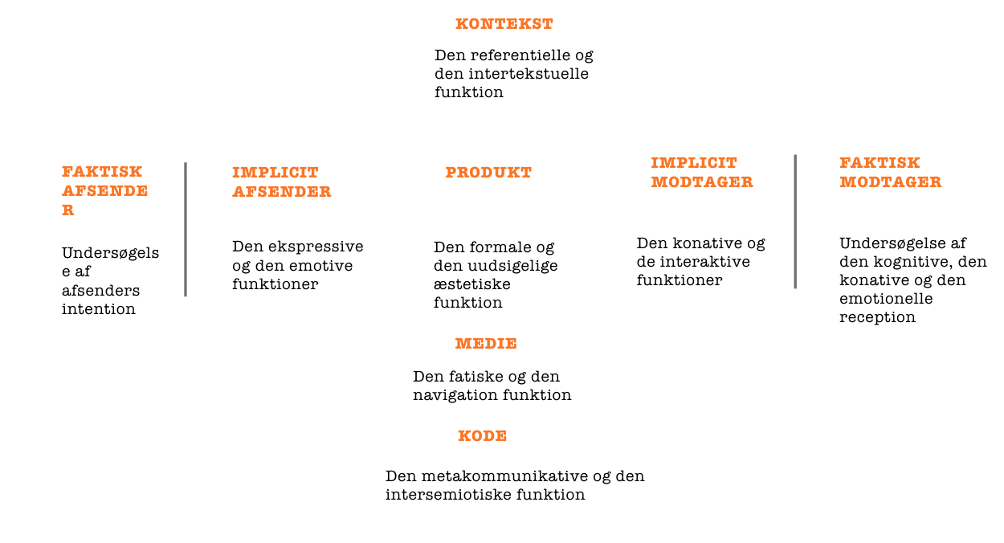 KONTEKST
Den referentielle og
den intertekstuelle
funktion
FAKTISK
AFSENDE
R
Undersøgels
e af
afsenders
intention
IMPLICIT
AFSENDER
Den ekspressive
og den emotive
funktioner
PRODUKT
Den formale og
den uudsigelige
æstetiske
funktion
IMPLICIT
MODTAGER
Den konative og
de interaktive
funktioner
FAKTISK
MODTAGER
Undersøgelse af
den kognitive, den
konative og den
emotionelle
reception
MEDIE
Den fatiske og den
navigation funktion
KODE
Den metakommunikative og den
intersemiotiske funktion